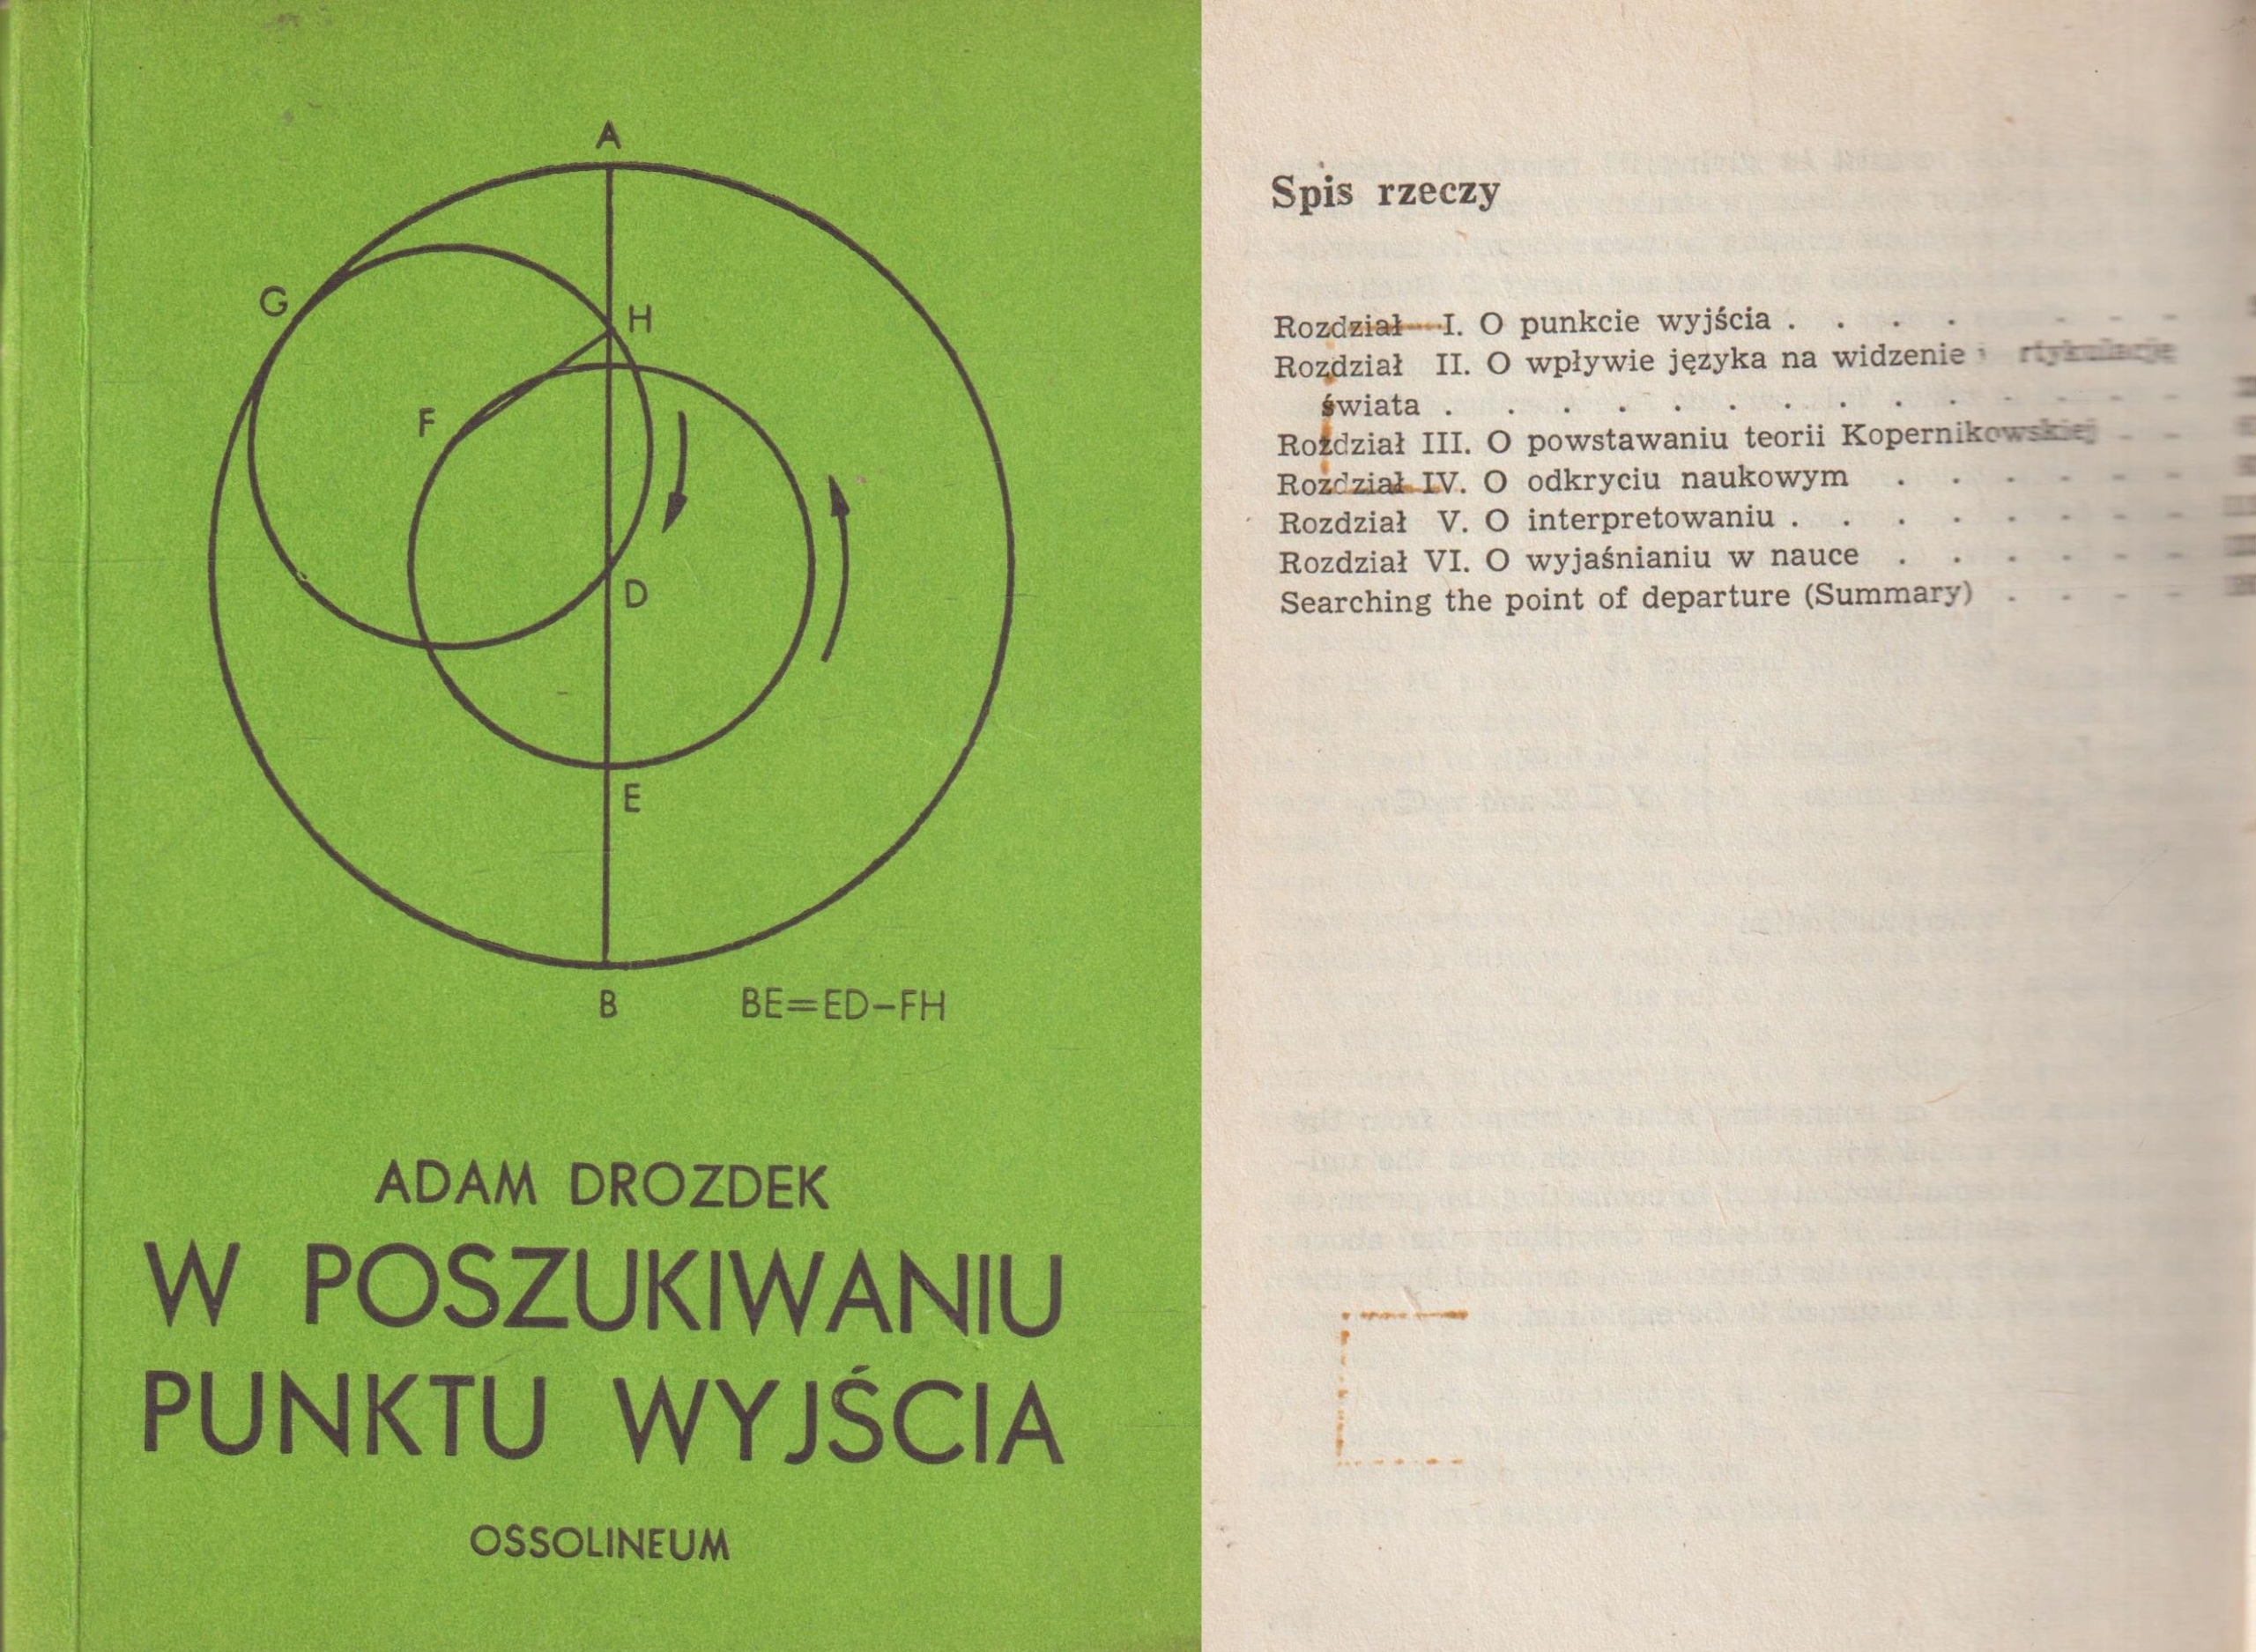 A
G
H
F
D
E
B
BE=ED-FH
ADAM DROZDEK
W POSZUKIWANIU
PUNKTU WYJŚCIA
OSSOLINEUM
Spis rzeczy
Rozdział I. O punkcie wyjścia . . . . . . . .
Rozdział II. O wpływie języka na widzenie
świata . . . . . . . . . . . . . .
Rozdział III. O powstawaniu teorii Kopernikowskiej . .
Rozdział IV. O odkryciu naukowym . . . . . .
Rozdział V. O interpretowaniu . . . . . . . .
Rozdział VI. O wyjaśnianiu w nauce . . . . . .
Searching the point of departure (Summary) . . . .